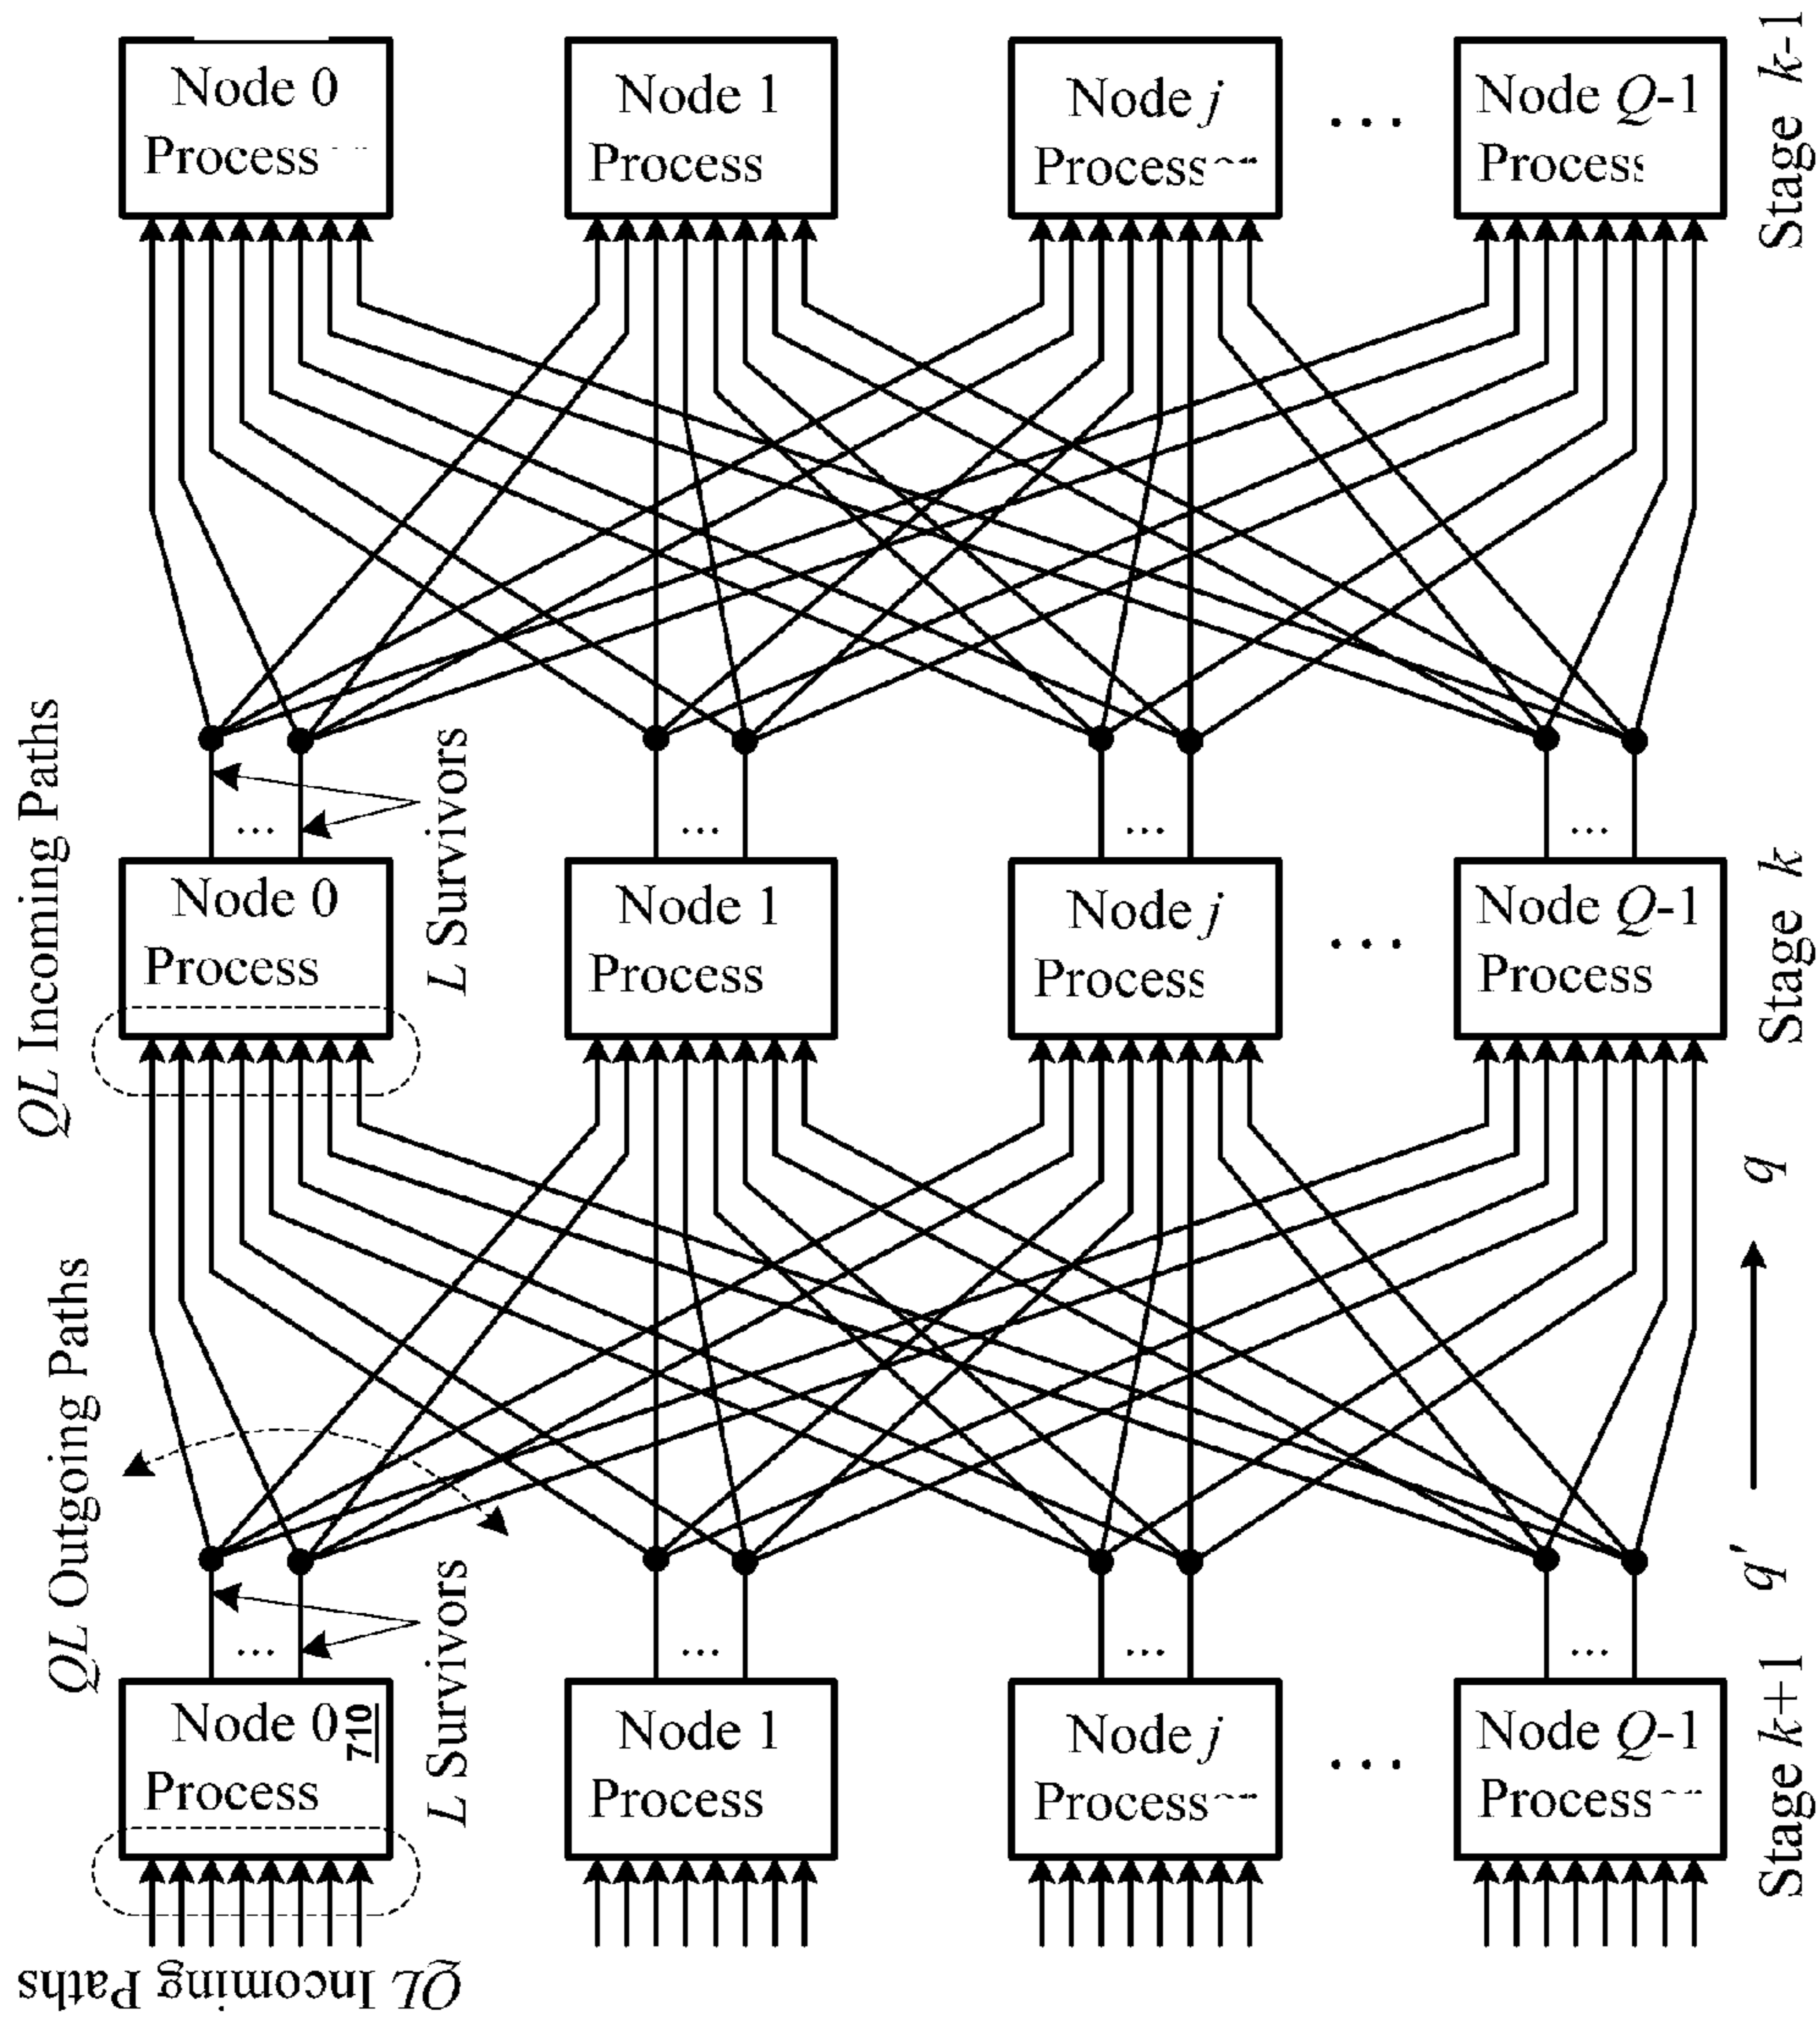 Node 0
Process
Node 1
Process
Node j
Process
...
Node Q-1
Process
Stage k-1
QL Incoming Paths
L Survivors
...
...
...
...
Node 0
Process
Node 1
Process
Node j
Process
...
Node Q-1
Process
Stage k
QL Outgoing Paths
q
q'
L Survivors
...
...
...
...
Node 0
Process
710
Node 1
Process
Node j
Process
...
Node Q-1
Process
Stage k+1
QL Incoming Paths